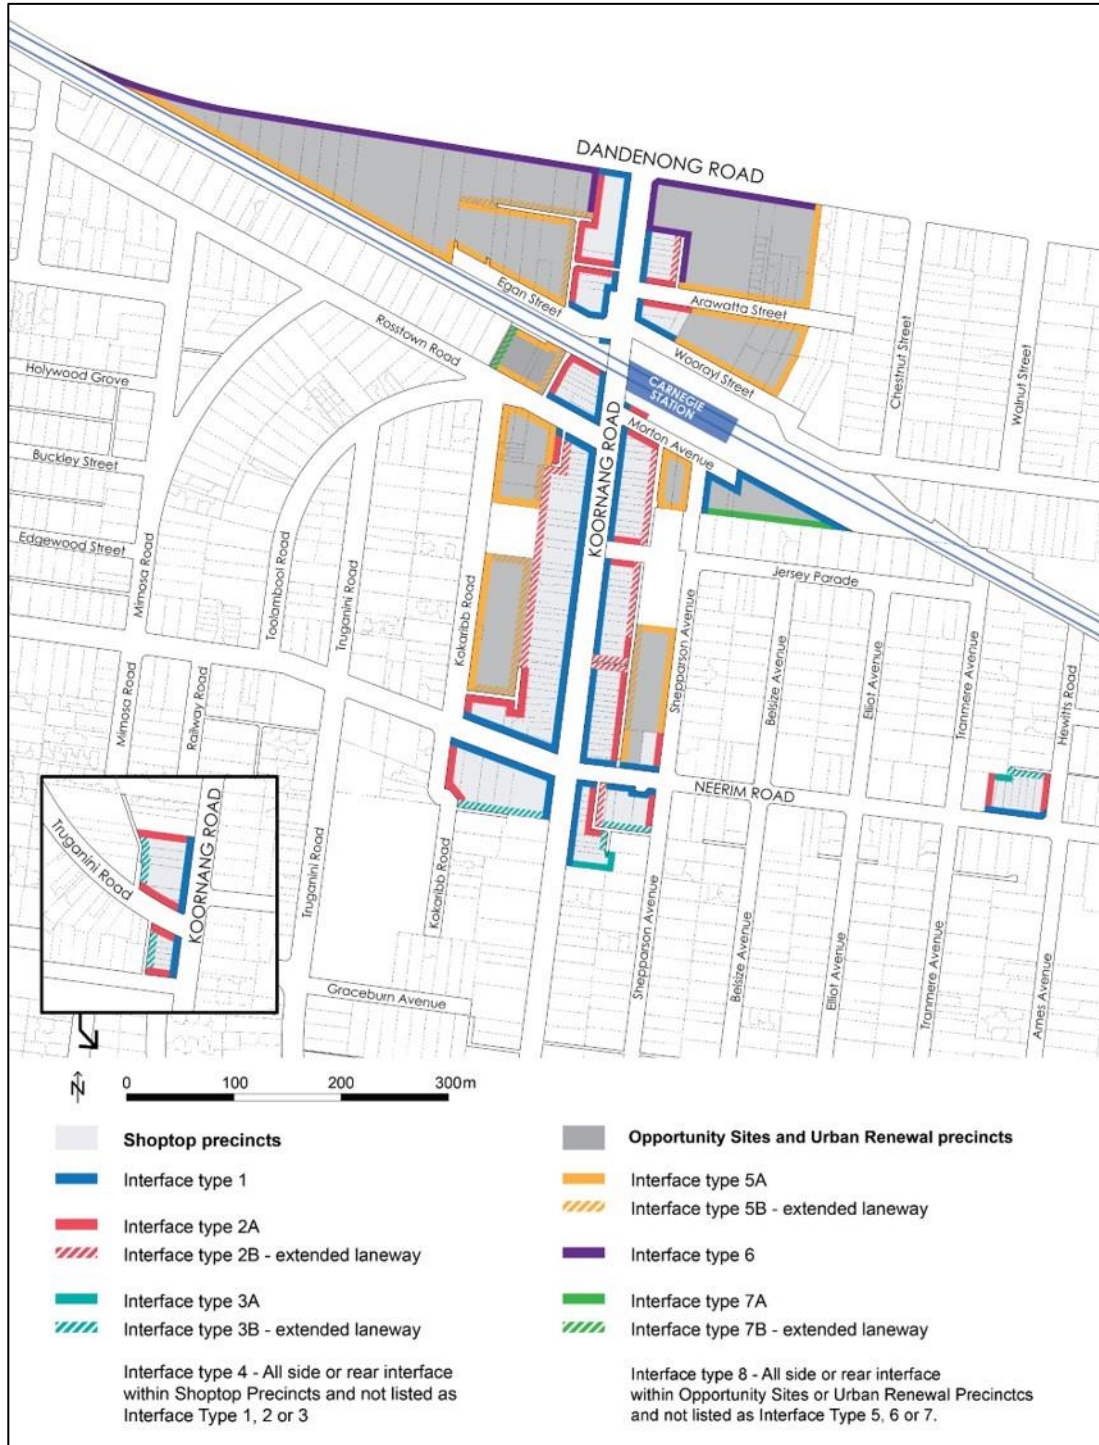 DANDENONG ROAD
Egan Street
Arawatta Street
Rosstown Road
Woorayl Street
Chestnut Street
Walnut Street
Holywood Grove
CARNEGIE
STATION
KOORNANG ROAD
Morton Avenue
Buckley Street
Edgewood Street
Mimosa Road
Toolambool Road
Truganini Road
Kokaribb Road
Jersey Parade
Shepparson Avenue
Belsize Avenue
Elliot Avenue
Tranmere Avenue
Hewitts Road
Mimosa Road
Railway Road
NEERIM ROAD
Truganini Road
KOORNANG ROAD
Truganini Road
Kokaribb Road
Shepparson Avenue
Belsize Avenue
Elliot Avenue
Tranmere Avenue
Ames Avenue
Graceburn Avenue
N
0 100 200 300m
Shoptop precincts
Interface type 1
Interface type 2A
Interface type 2B - extended laneway
Interface type 3A
Interface type 3B - extended laneway
Interface type 4 - All side or rear interface
within Shoptop Precincts and not listed as
Interface Type 1, 2 or 3
Opportunity Sites and Urban Renewal precincts
Interface type 5A
Interface type 5B - extended laneway
Interface type 6
Interface type 7A
Interface type 7B - extended laneway
Interface type 8 - All side or rear interface
within Opportunity Sites or Urban Renewal Precinctcs
and not listed as Interface Type 5, 6 or 7.